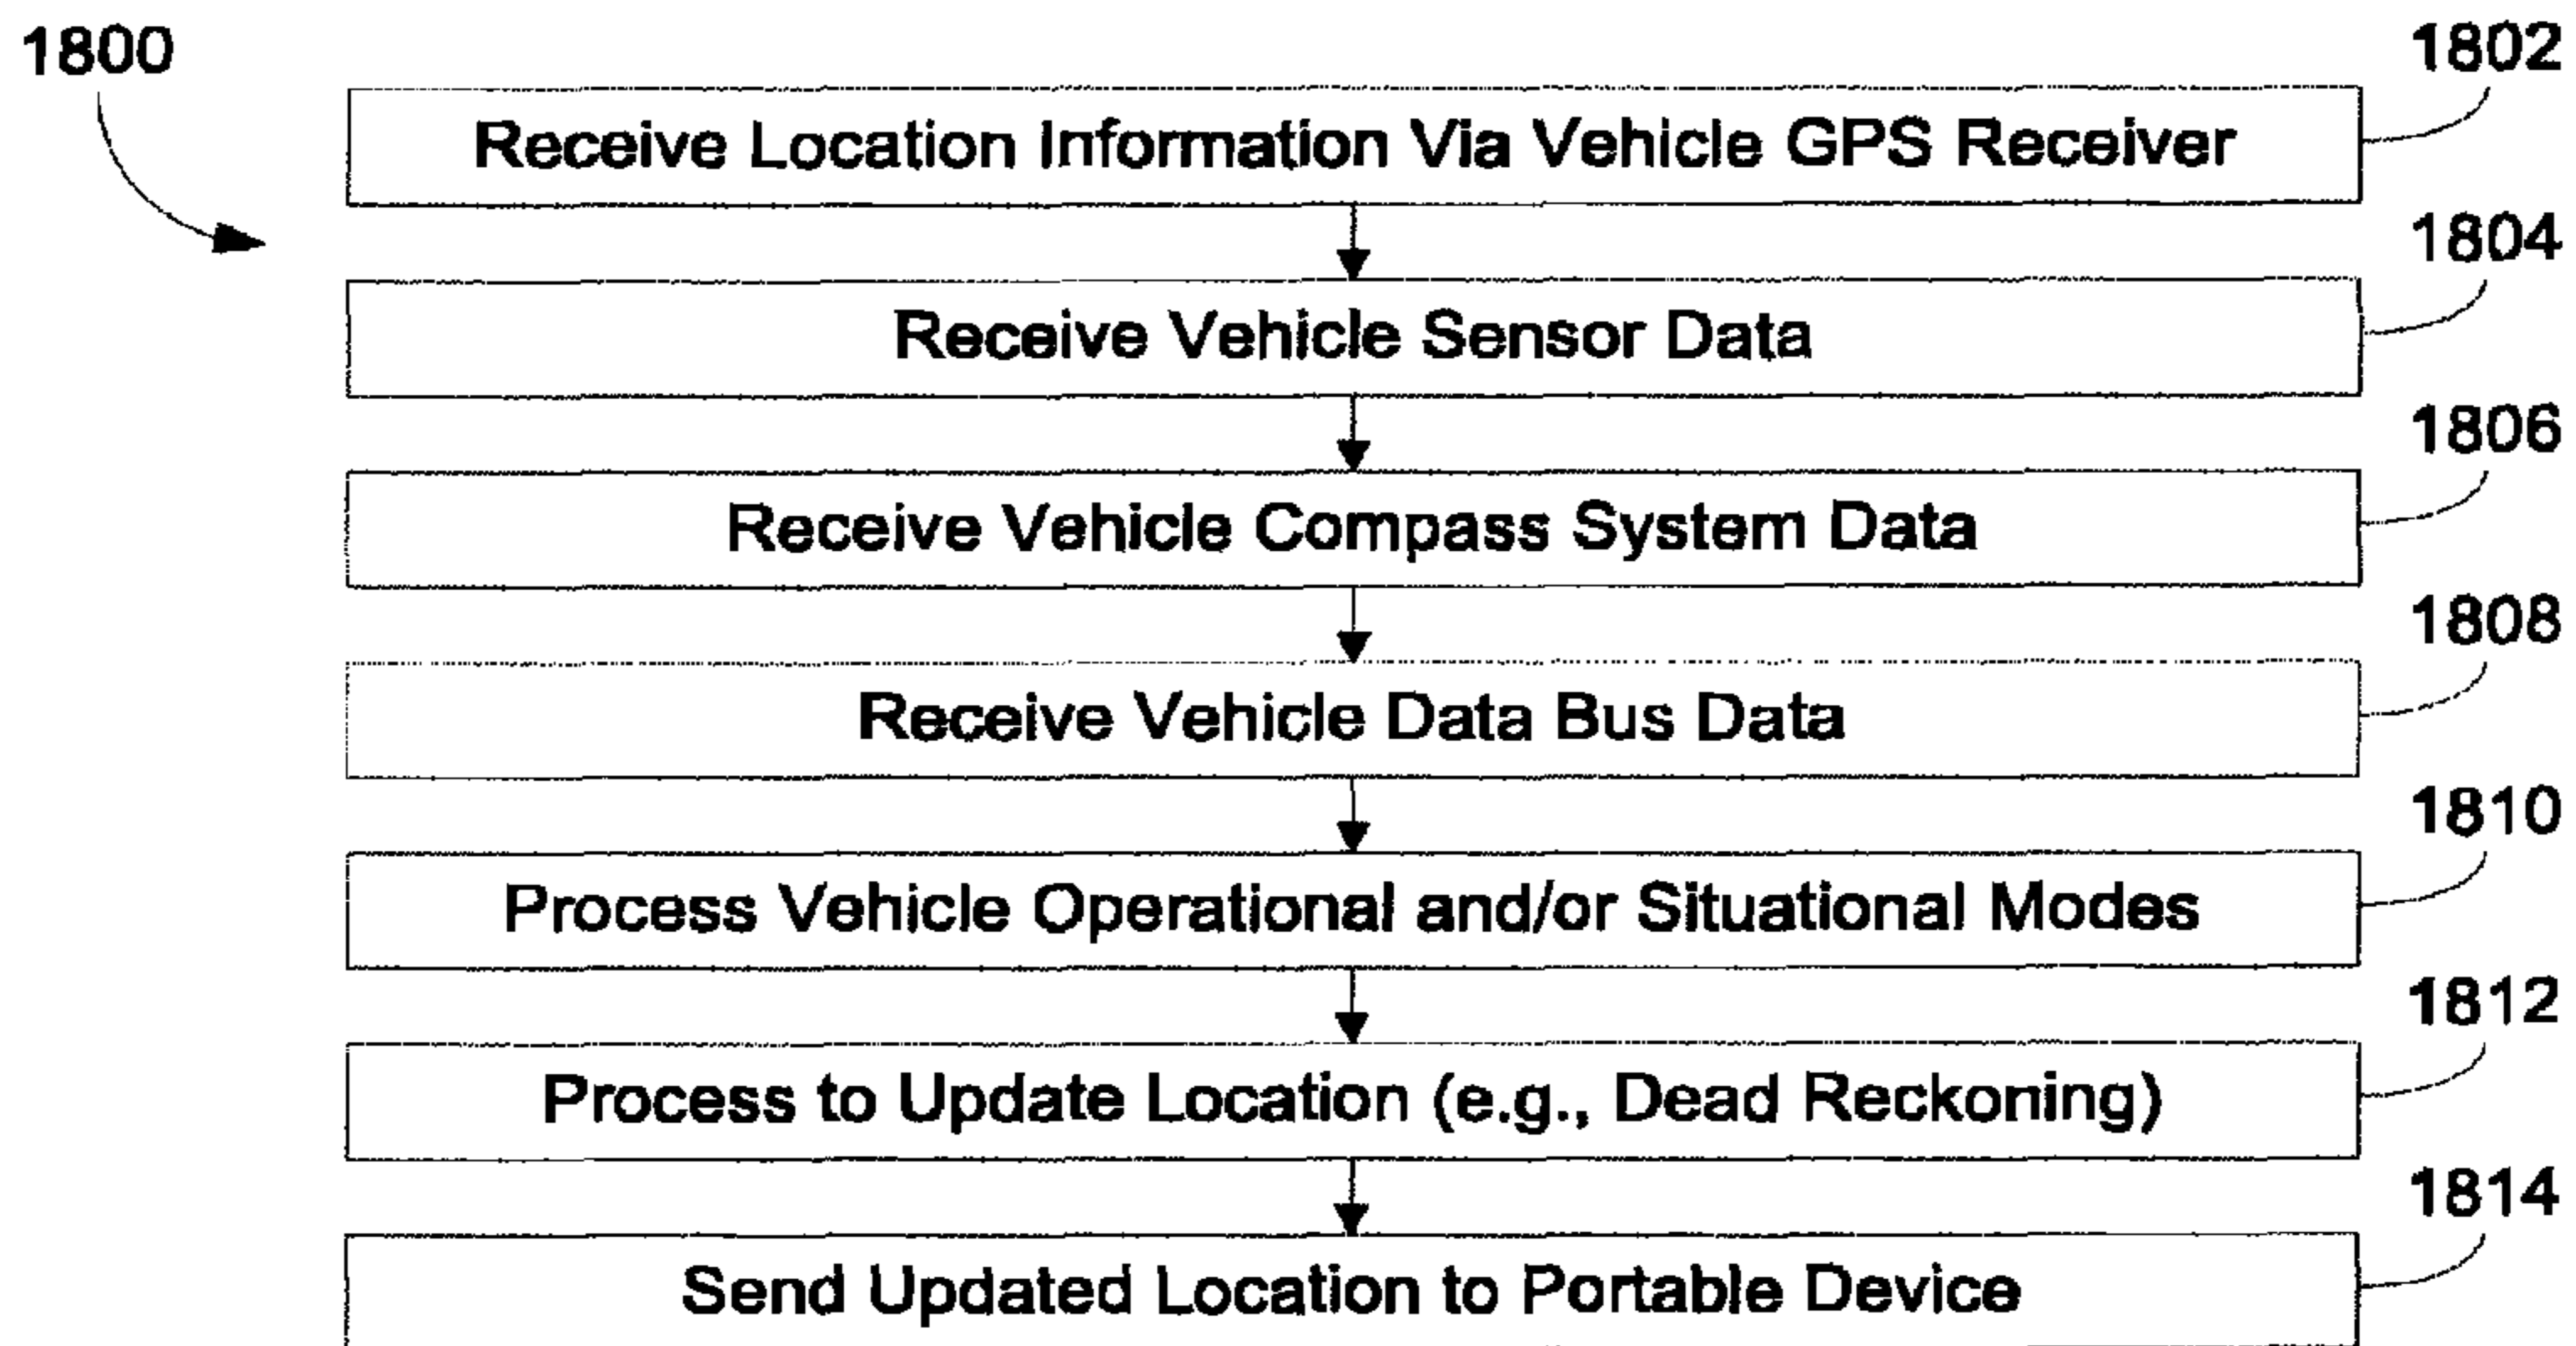 1800
1802
Receive Location Information Via Vehicle GPS Receiver
1804
Receive Vehicle Sensor Data
1806
Receive Vehicle Compass System Data
1808
Receive Vehicle Data Bus Data
1810
Process Vehicle Operational and/or Situational Modes
1812
Process to Update Location (e.g., Dead Reckoning)
1814
Send Updated Location to Portable Device